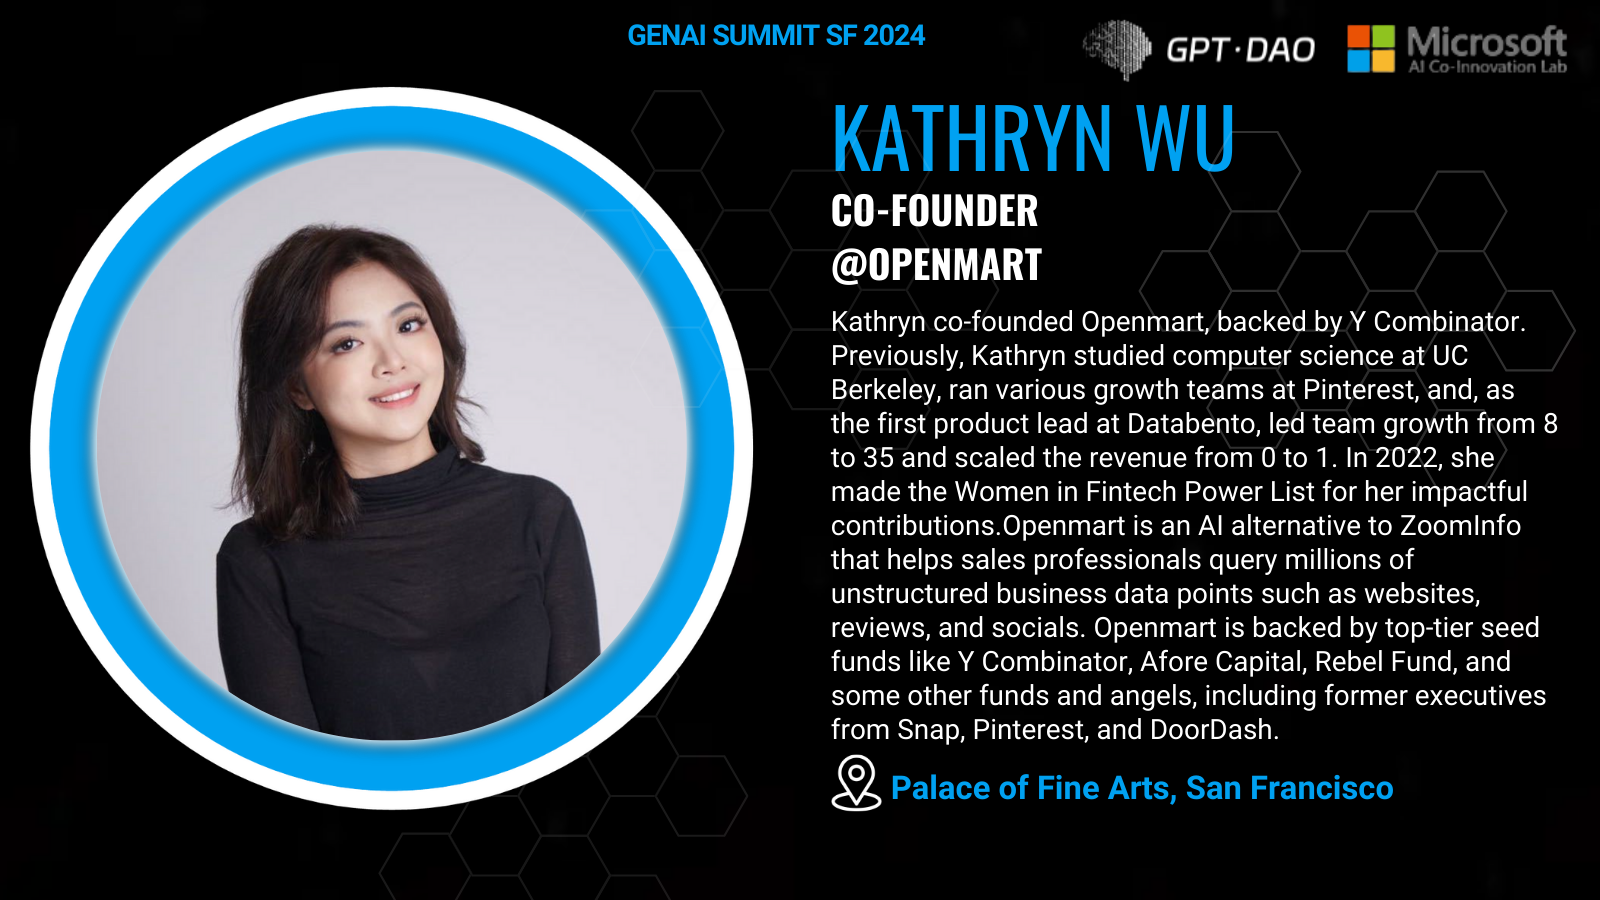 GENAI SUMMIT SF 2024
GPT·DAO
Microsoft
AI Co-Innovation Lab
KATHRYN WU
CO-FOUNDER
@OPENMART
Kathryn co-founded Openmart, backed by Y Combinator.
Previously, Kathryn studied computer science at UC
Berkeley, ran various growth teams at Pinterest, and, as
the first product lead at Databento, led team growth from 8
to 35 and scaled the revenue from 0 to 1. In 2022, she
made the Women in Fintech Power List for her impactful
contributions.Openmart is an AI alternative to ZoomInfo
that helps sales professionals query millions of
unstructured business data points such as websites,
reviews, and socials. Openmart is backed by top-tier seed
funds like Y Combinator, Afore Capital, Rebel Fund, and
some other funds and angels, including former executives
from Snap, Pinterest, and DoorDash.
Palace of Fine Arts, San Francisco